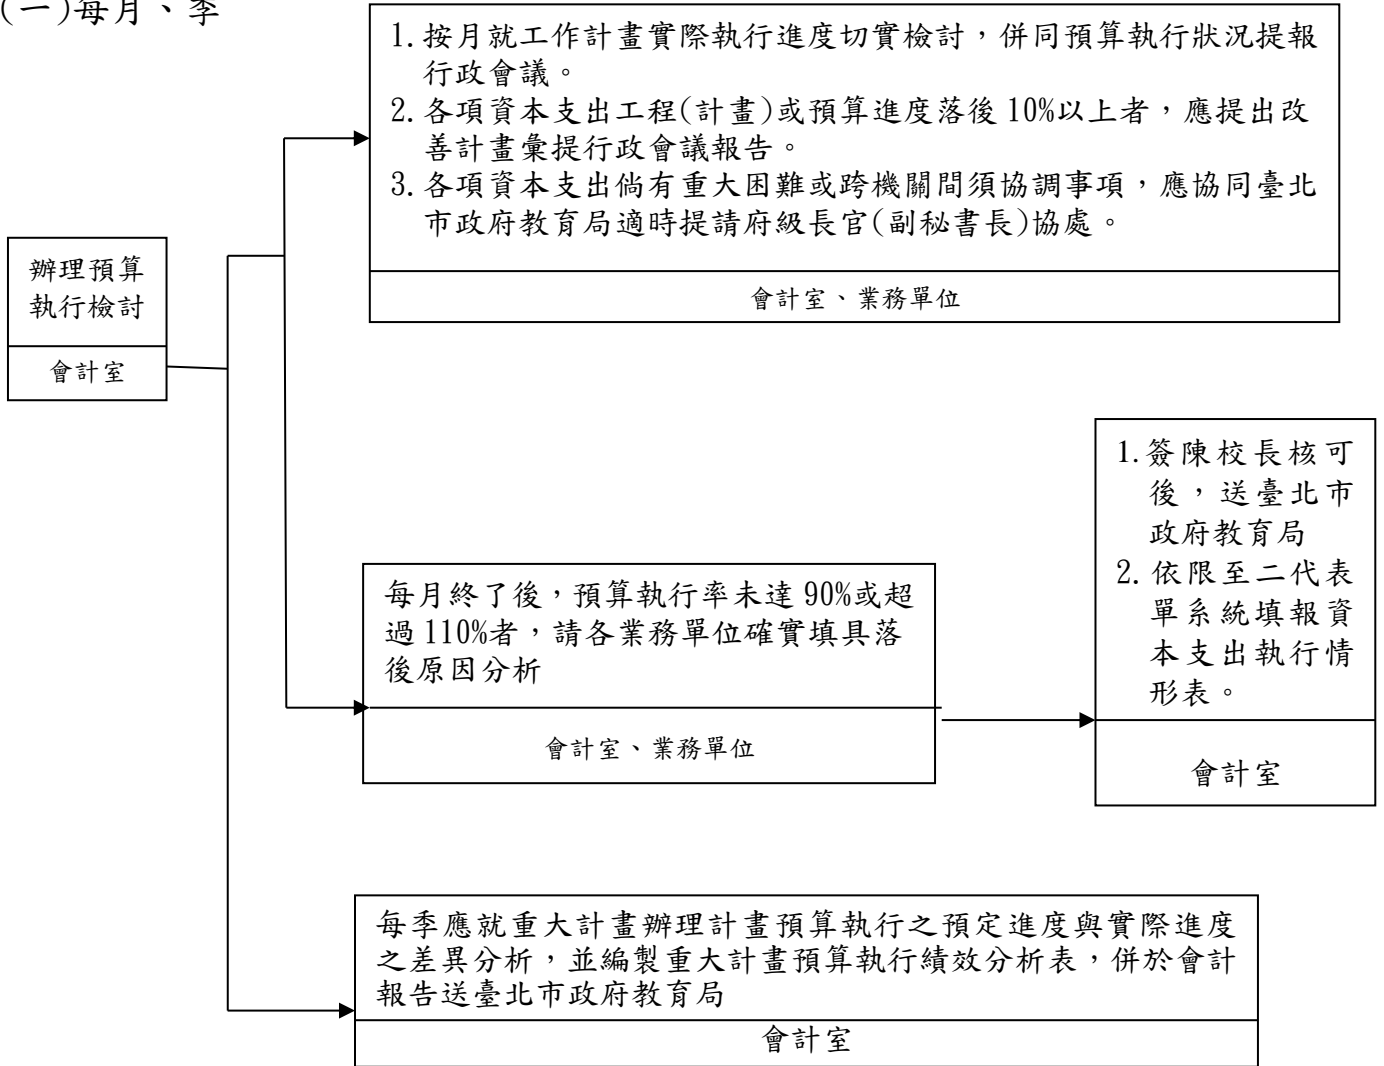 (一)每月、季
1.按月就工作計畫實際執行進度切實檢討，併同預算執行狀況提報
行政會議。
2.各項資本支出工程(計畫)或預算進度落後 10%以上者，應提出改
善計畫彙提行政會議報告。
3.各項資本支出倘有重大困難或跨機關間須協調事項，應協同臺北
市政府教育局適時提請府級長官(副秘書長)協處。
會計室、業務單位
辦理預算
執行檢討
會計室
1.簽陳校長核可
後，送臺北市
政府教育局
2.依限至二代表
單系統填報資
本支出執行情
形表。
會計室
每月終了後，預算執行率未達 90%或超
過 110%者，請各業務單位確實填具落
後原因分析
會計室、業務單位
每季應就重大計畫辦理計畫預算執行之預定進度與實際進度
之差異分析，並編製重大計畫預算執行績效分析表，併於會計
報告送臺北市政府教育局
會計室